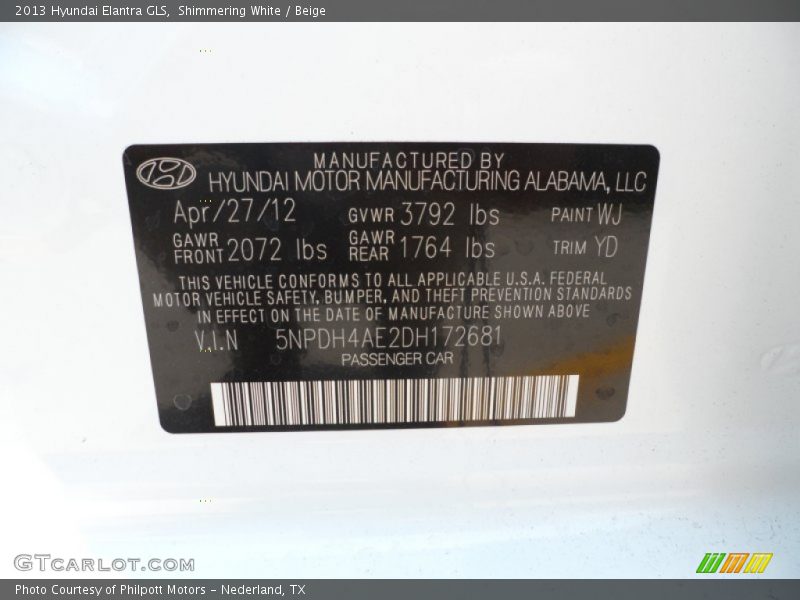 2013 Hyundai Elantra GLS,  Shimmering White / Beige
MANUFACTURED BY
HYUNDAI MOTOR MANUFACTURING ALABAMA, LLC
Apr/27/12 GVWR 3792 lbs PAINT WJ
GAWR FRONT 2072 lbs GAWR REAR 1764 lbs TRIM YD
THIS VEHICLE CONFORMS TO ALL APPLICABLE U.S.A. FEDERAL
MOTOR VEHICLE SAFETY, BUMPER, AND THEFT PREVENTION STANDARDS
IN EFFECT ON THE DATE OF MANUFACTURE SHOWN ABOVE
V.I.N 5NPDH4AE2DH172681
PASSENGER CAR
GTCARLOT.COM
Photo Courtesy of Philpott Motors - Nederland, TX